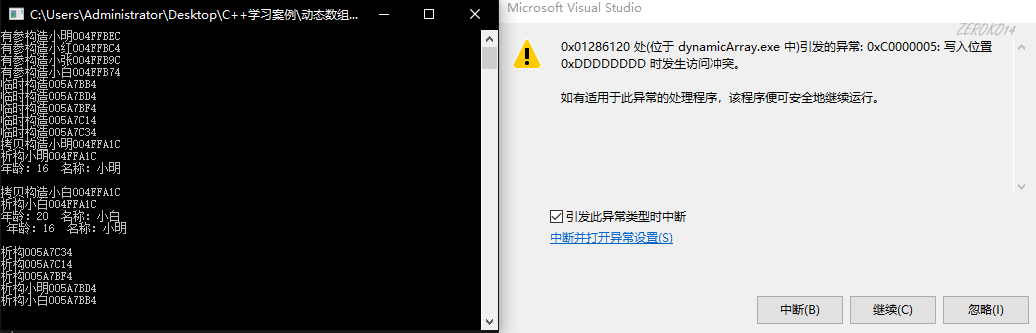 C:\Users\Administrator\Desktop\C++学习案例\动态数组...
有参构造小明004FFBEC
有参构造小红004FFBC4
有参构造小张004FFB9C
有参构造小白004FFB74
临时构造005A7BB4
临时构造005A7BD4
临时构造005A7BF4
临时构造005A7C14
临时构造005A7C34
拷贝构造小明004FFA1C
析构小明004FFA1C
年龄: 16 名称: 小明
拷贝构造小白004FFA1C
析构小白004FFA1C
年龄: 20 名称: 小白
年龄: 16 名称: 小明
析构005A7C34
析构005A7C14
析构005A7BF4
析构小明005A7BD4
析构小白005A7BB4
Microsoft Visual Studio
ZEROKO14
0x01286120 处(位于 dynamicArray.exe 中)引发的异常: 0xC0000005: 写入位置
0xDDDDDDDD 时发生访问冲突。
如有适用于此异常的处理程序，该程序便可安全地继续运行。
引发此异常类型时中断
中断并打开异常设置(S)
中断(B) 继续(C) 忽略(I)